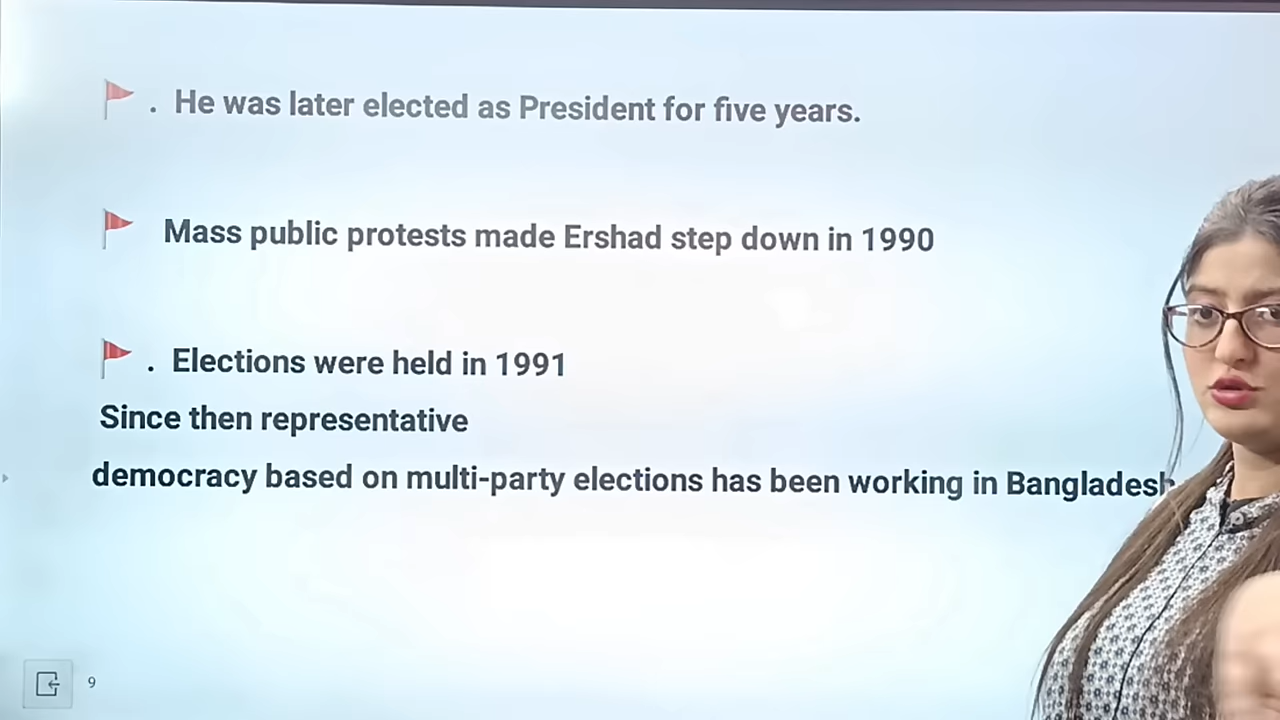 . He was later elected as President for five years.
Mass public protests made Ershad step down in 1990
. Elections were held in 1991
Since then representative
democracy based on multi-party elections has been working in Bangladesh
9